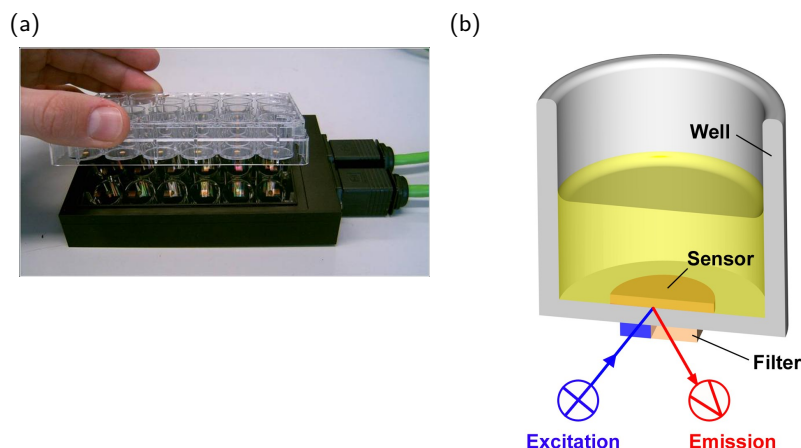 (a)
(b)
Well
Sensor
Filter
Excitation
Emission